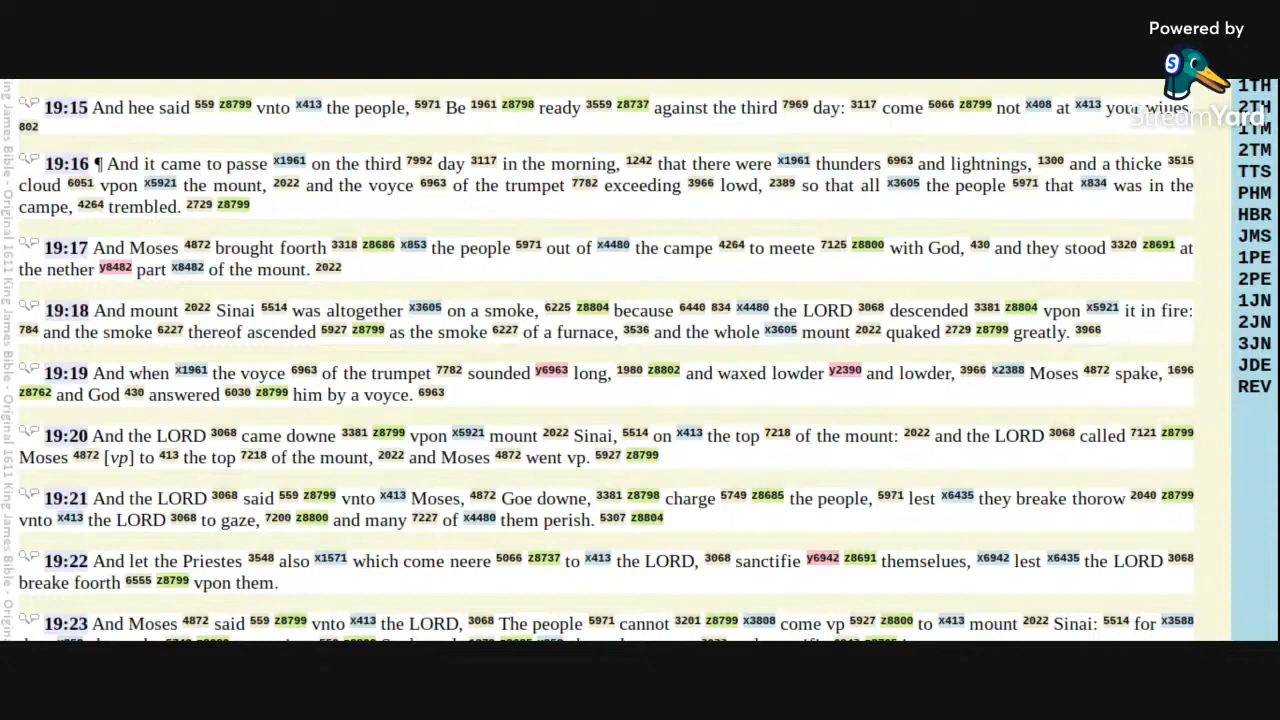 Powered by
StreamYard
19:15 And hee said 559 z8799 vnto x413 the people, 5971 Be 1961 z8798 ready 3559 z8737 against the third 7969 day: 3117 come 5066 z8799 not x408 at x413 your wiues.
802
19:16 ¶ And it came to passe x1961 on the third 7992 day 3117 in the morning, 1242 that there were x1961 thunders 6963 and lightnings, 1300 and a thicke 3515
cloud 6051 vpon x5921 the mount, 2022 and the voyce 6963 of the trumpet 7782 exceeding 3966 lowd, 2389 so that all x3605 the people 5971 that x834 was in the
campe, 4264 trembled. 2729 z8799
19:17 And Moses 4872 brought foorth 3318 z8686 x853 the people 5971 out of x4480 the campe 4264 to meete 7125 z8800 with God, 430 and they stood 3320 z8691 at
the nether y8482 part x8482 of the mount. 2022
19:18 And mount 2022 Sinai 5514 was altogether x3605 on a smoke, 6225 z8804 because 6440 834 x4480 the LORD 3068 descended 3381 z8804 vpon x5921 it in fire:
784 and the smoke 6227 thereof ascended 5927 z8799 as the smoke 6227 of a furnace, 3536 and the whole x3605 mount 2022 quaked 2729 z8799 greatly. 3966
19:19 And when x1961 the voyce 6963 of the trumpet 7782 sounded y6963 long, 1980 z8802 and waxed lowder y2390 and lowder, 3966 x2388 Moses 4872 spake, 1696
z8762 and God 430 answered 6030 z8799 him by a voyce. 6963
19:20 And the LORD 3068 came downe 3381 z8799 vpon x5921 mount 2022 Sinai, 5514 on x413 the top 7218 of the mount: 2022 and the LORD 3068 called 7121 z8799
Moses 4872 [vp] to 413 the top 7218 of the mount, 2022 and Moses 4872 went vp. 5927 z8799
19:21 And the LORD 3068 said 559 z8799 vnto x413 Moses, 4872 Goe downe, 3381 z8798 charge 5749 z8685 the people, 5971 lest x6435 they breake thorow 2040 z8799
vnto x413 the LORD 3068 to gaze, 7200 z8800 and many 7227 of x4480 them perish. 5307 z8804
19:22 And let the Priestes 3548 also x1571 which come neere 5066 z8737 to x413 the LORD, 3068 sanctifie y6942 z8691 themselues, x6942 lest x6435 the LORD 3068
breake foorth 6555 z8799 vpon them.
19:23 And Moses 4872 said 559 z8799 vnto x413 the LORD, 3068 The people 5971 cannot 3201 z8799 x3808 come vp 5927 z8800 to x413 mount 2022 Sinai: 5514 for x3588
1TH
2TH
1TM
2TM
TTS
PHM
HBR
JMS
1PE
2PE
1JN
2JN
3JN
JDE
REV
King James Bible - Original 1611 King James Bible - Original